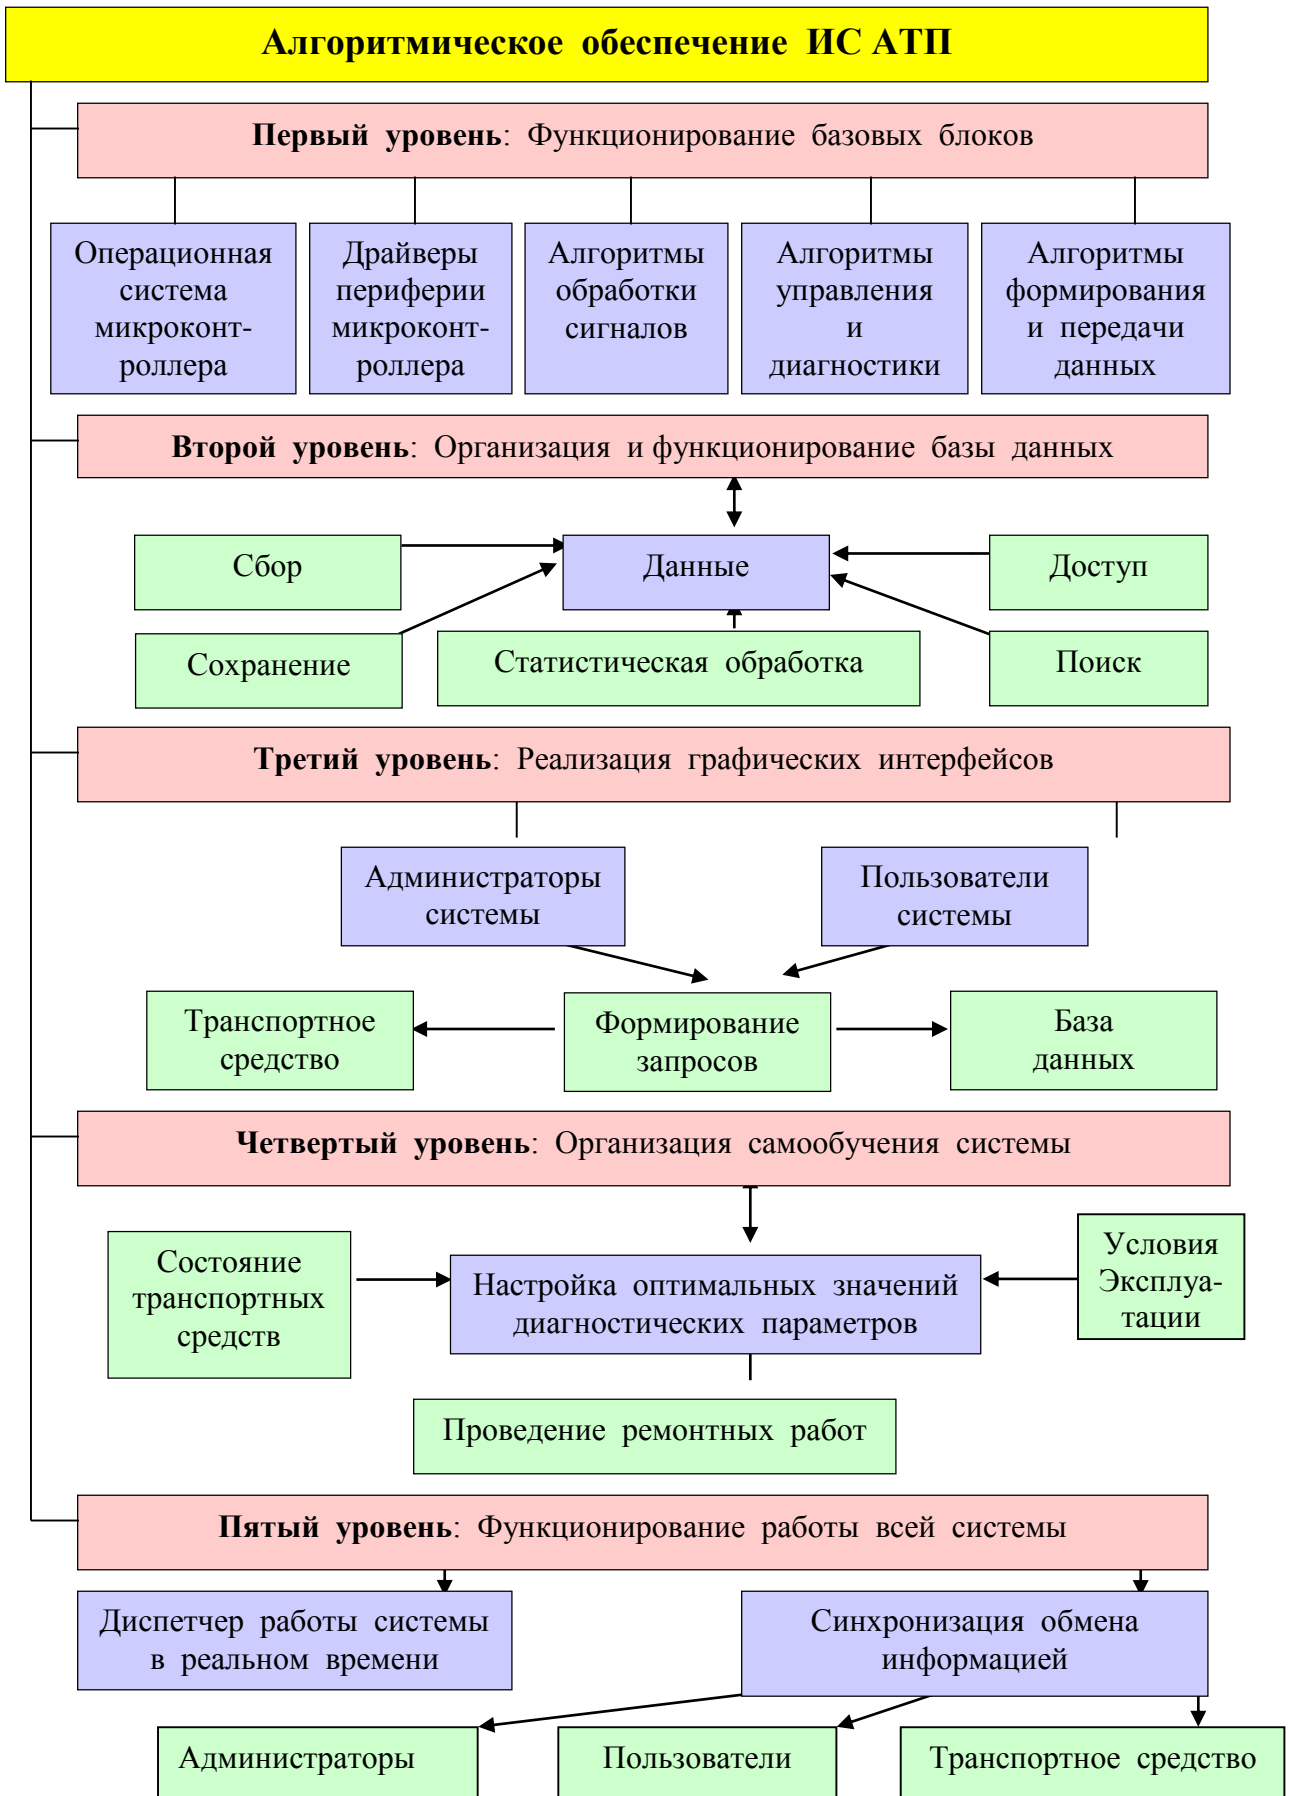 Алгоритмическое обеспечение ИС АТП
Первый уровень: Функционирование базовых блоков
Операционная
система
микроконт-
роллера
Драйверы
периферии
микроконт-
роллера
Алгоритмы
обработки
сигналов
Алгоритмы
управления
и
диагностики
Алгоритмы
формирования
и передачи
данных
Второй уровень: Организация и функционирование базы данных
Сбор
Данные
Доступ
Сохранение
Статистическая обработка
Поиск
Третий уровень: Реализация графических интерфейсов
Администраторы
системы
Пользователи
системы
Транспортное
средство
Формирование
запросов
База
данных
Четвертый уровень: Организация самообучения системы
Состояние
транспортных
средств
Настройка оптимальных значений
диагностических параметров
Условия
Эксплуа-
тации
Проведение ремонтных работ
Пятый уровень: Функционирование работы всей системы
Диспетчер работы системы
в реальном времени
Синхронизация обмена
информацией
Администраторы
Пользователи
Транспортное средство